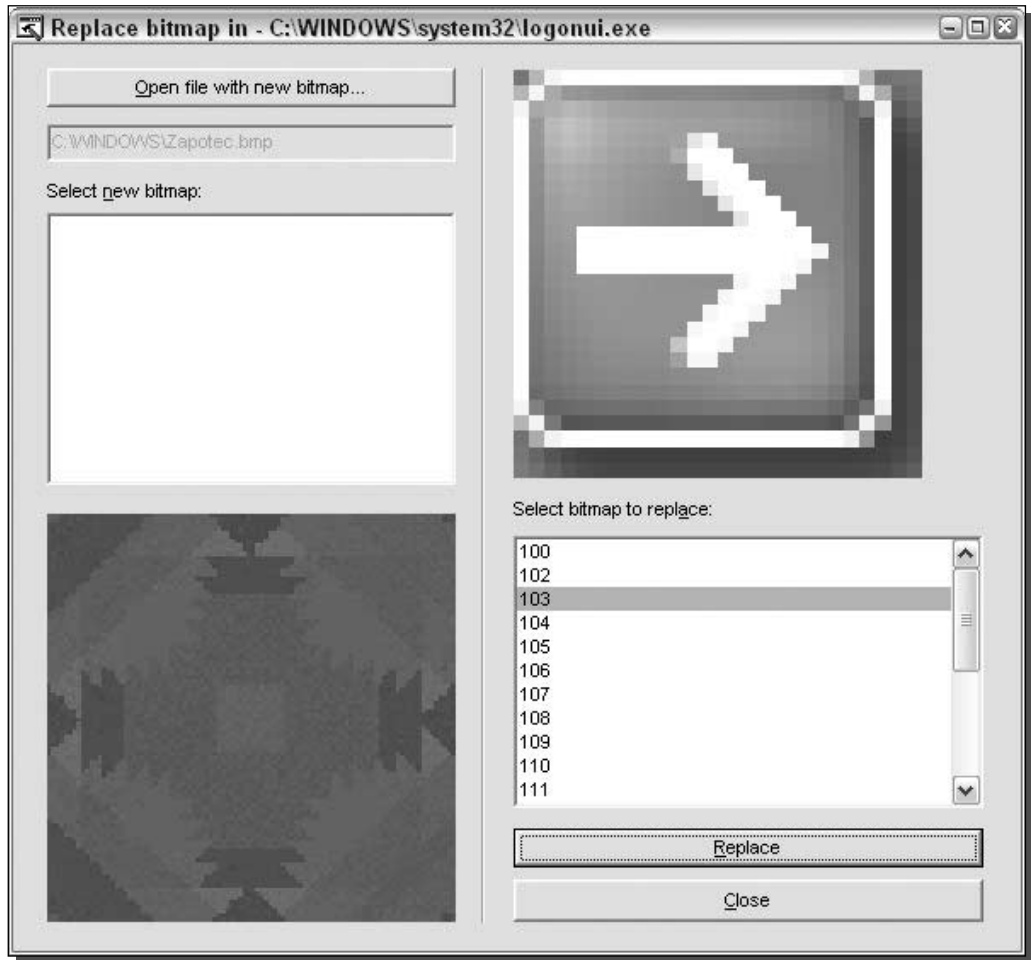 Replace bitmap in - C:\WINDOWS\system32\logonui.exe
Open file with new bitmap...
C:\WINDOWS\Zapotec.bmp
Select new bitmap:
Select bitmap to replace:
100
102
103
104
105
106
107
108
109
110
111
Replace
Close